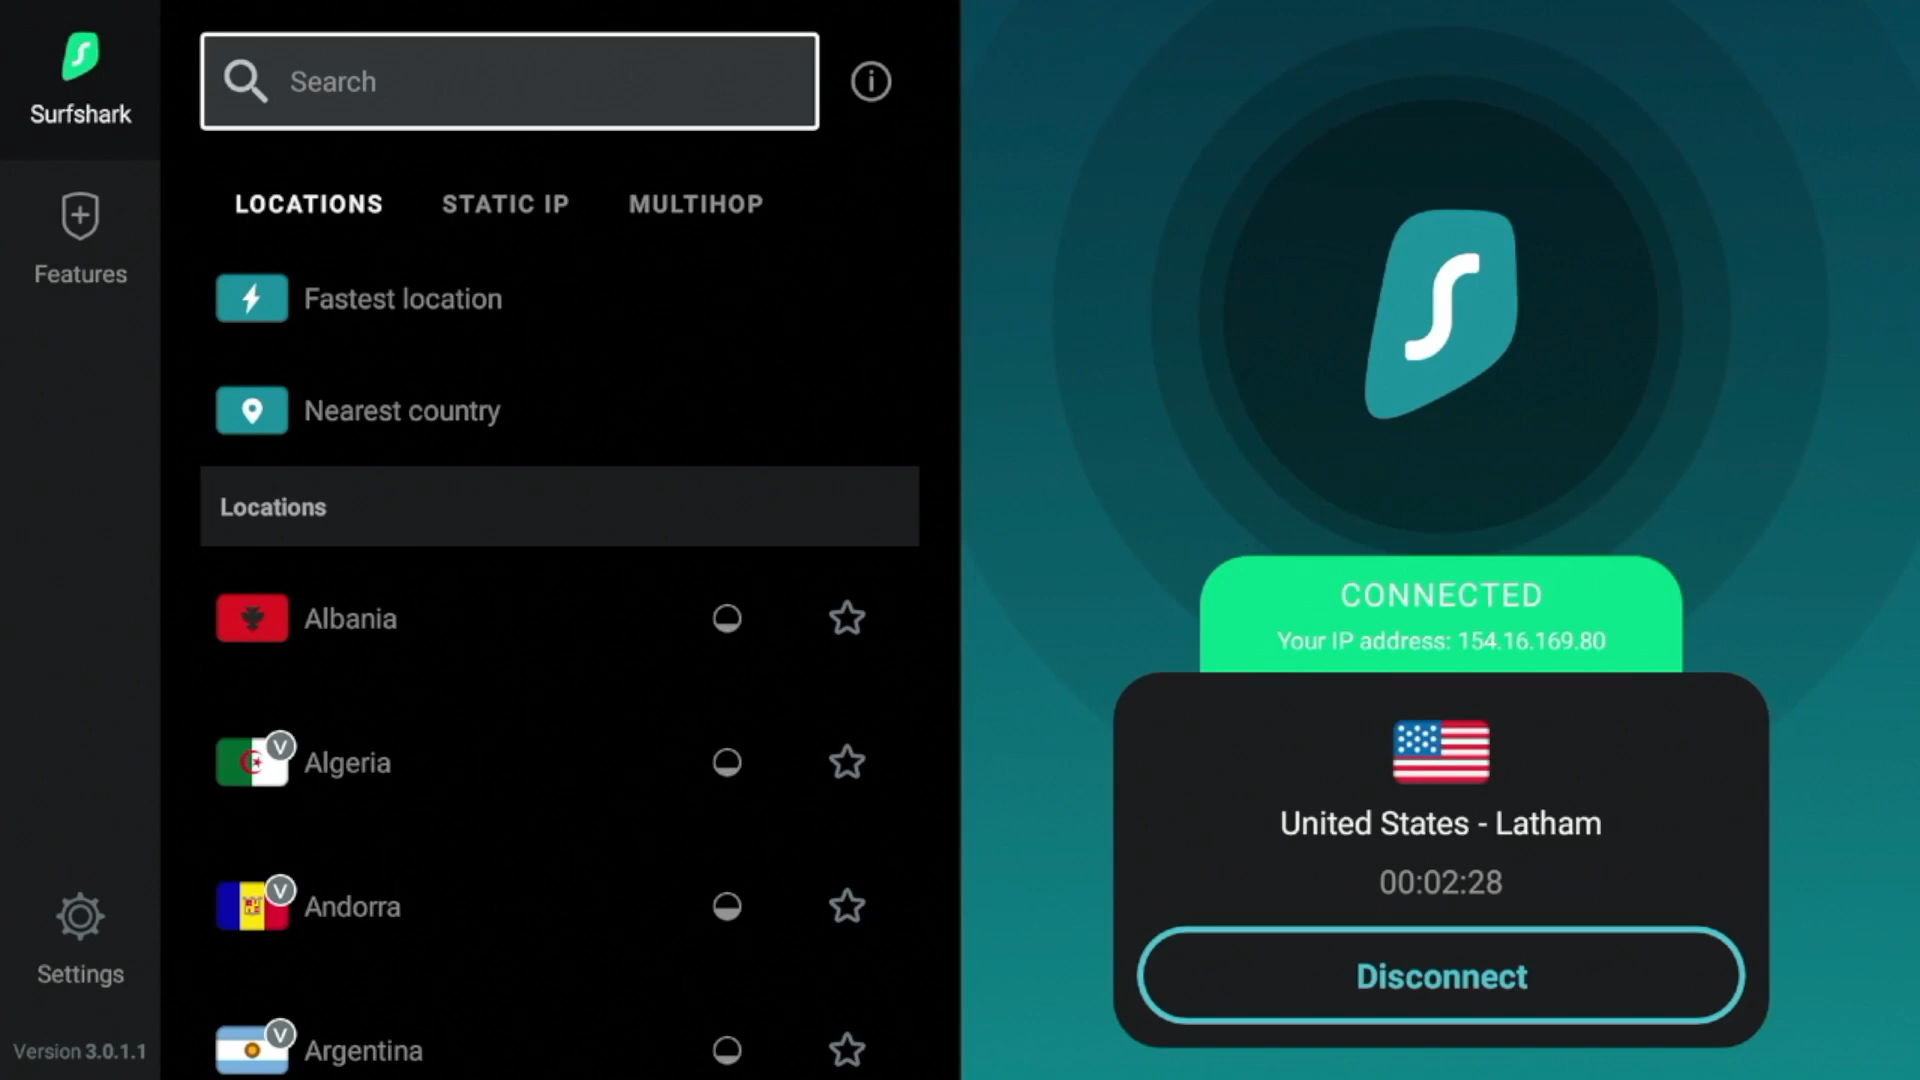 Surfshark
Features
Settings
Version 3.0.1.1
Search
LOCATIONS STATIC IP MULTIHOP
Fastest location
Nearest country
Locations
Albania
V
Algeria
V
Andorra
V
Argentina
CONNECTED
Your IP address: 154.16.169.80
United States - Latham
00:02:28
Disconnect